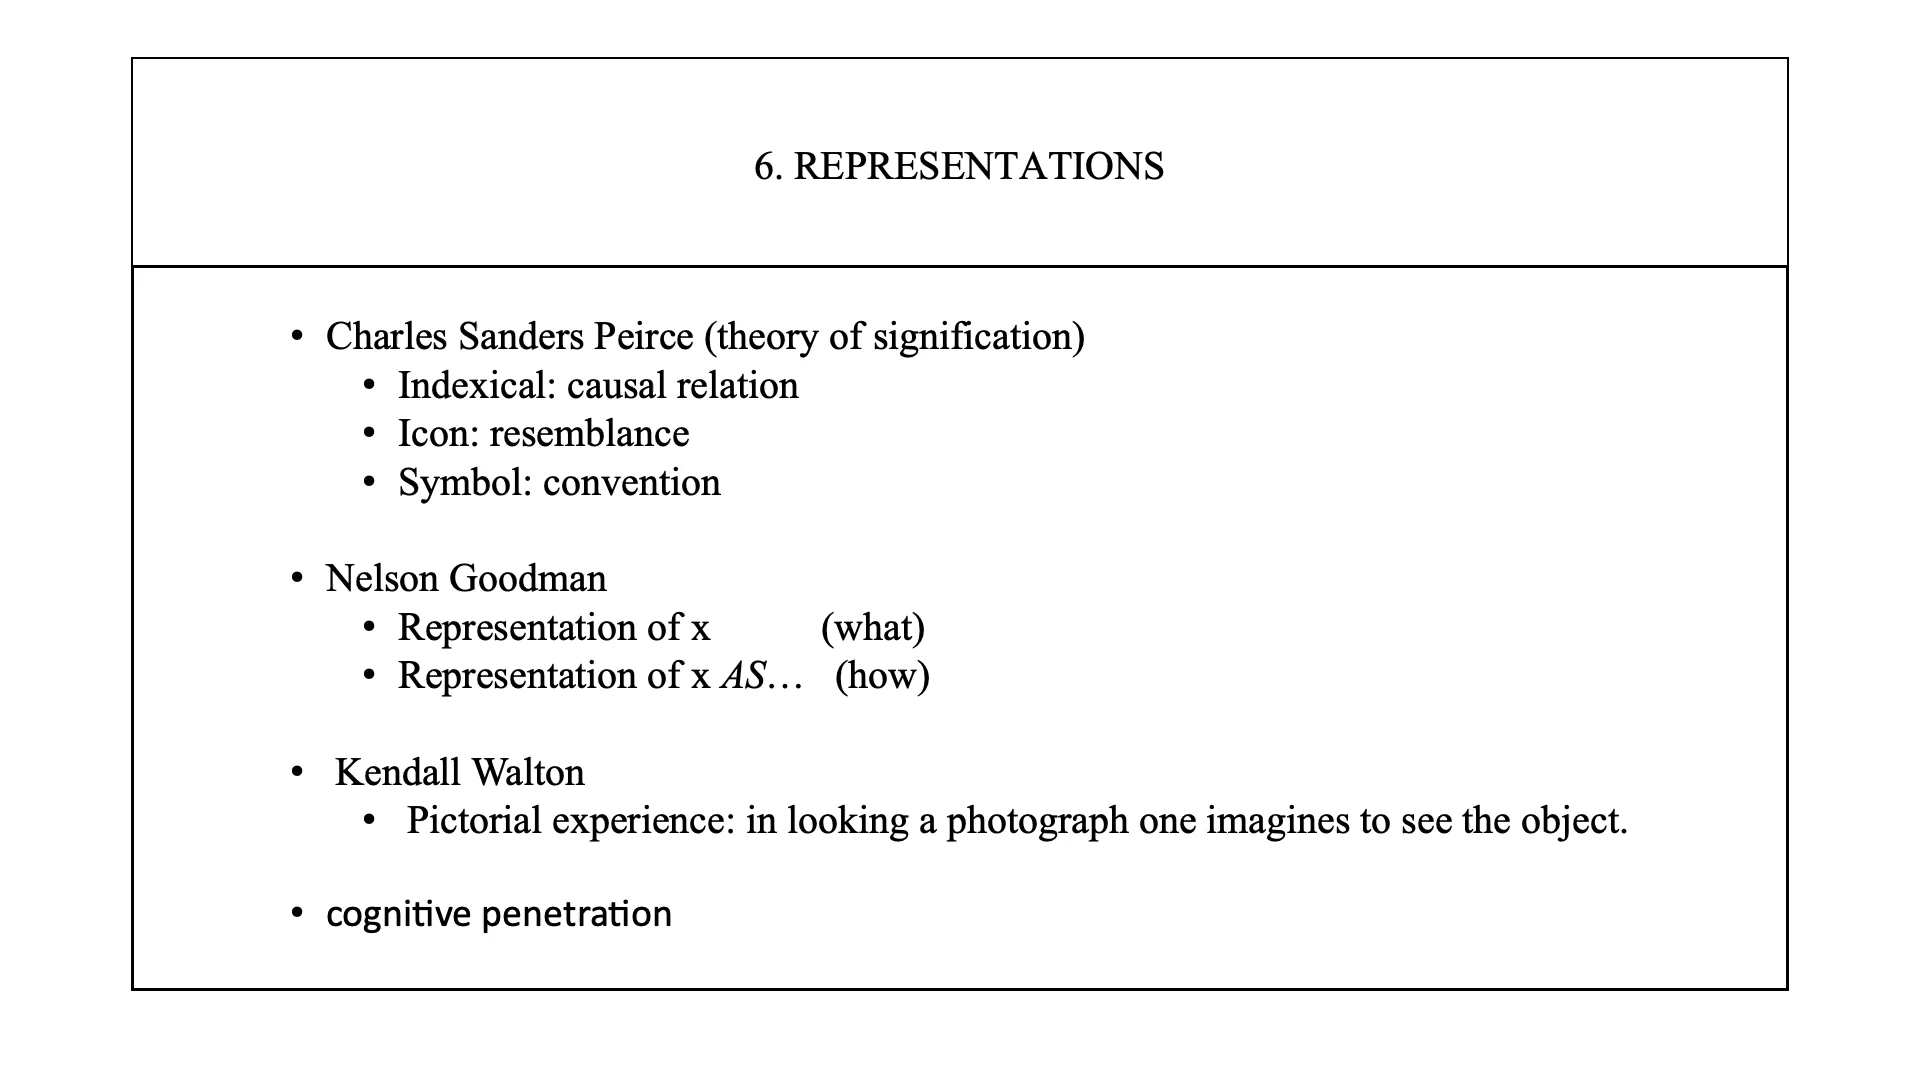 6. REPRESENTATIONS
• Charles Sanders Peirce (theory of signification)
• Indexical: causal relation
• Icon: resemblance
• Symbol: convention
• Nelson Goodman
• Representation of x (what)
• Representation of x AS… (how)
• Kendall Walton
• Pictorial experience: in looking a photograph one imagines to see the object.
• cognitive penetration